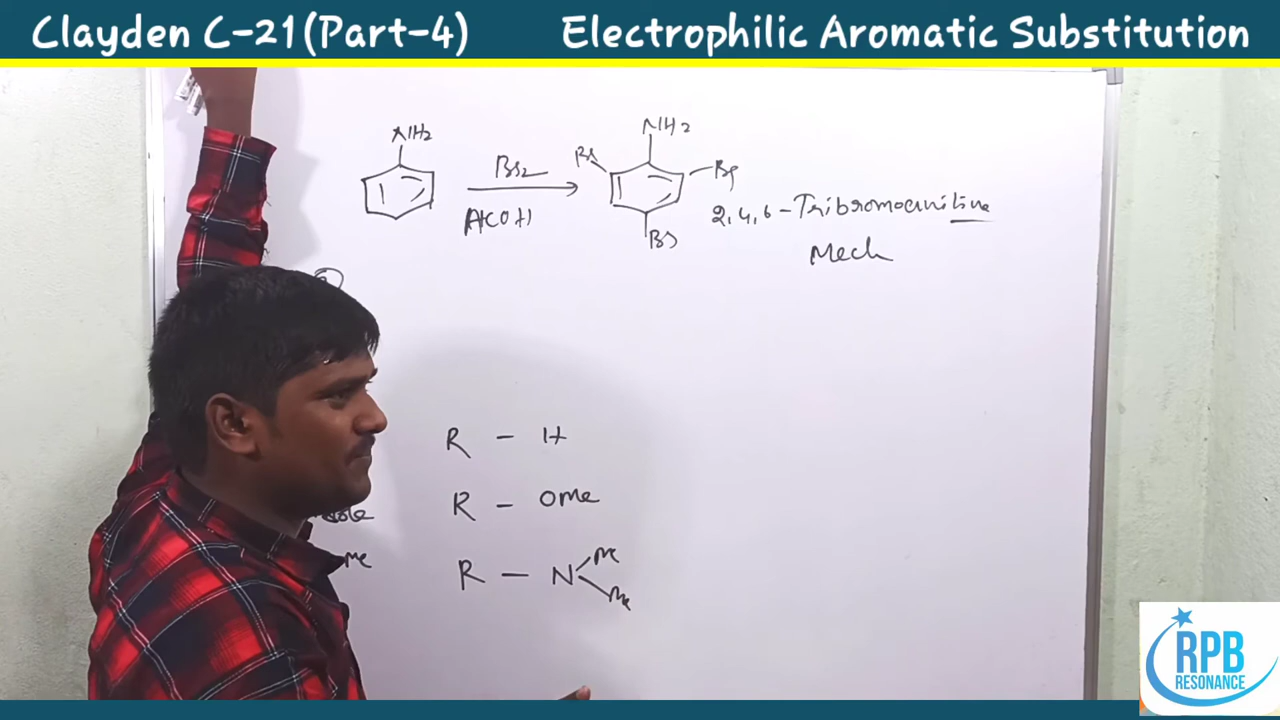 Clayden C-21(Part-4) Electrophilic Aromatic Substitution
NH2
NH2
Br2
AcOH
Br
Br
Br
2,4,6-Tribromoaniline
Mech
R - H
R - OMe
Me
R - N
Me
Me
RPB
RESONANCE